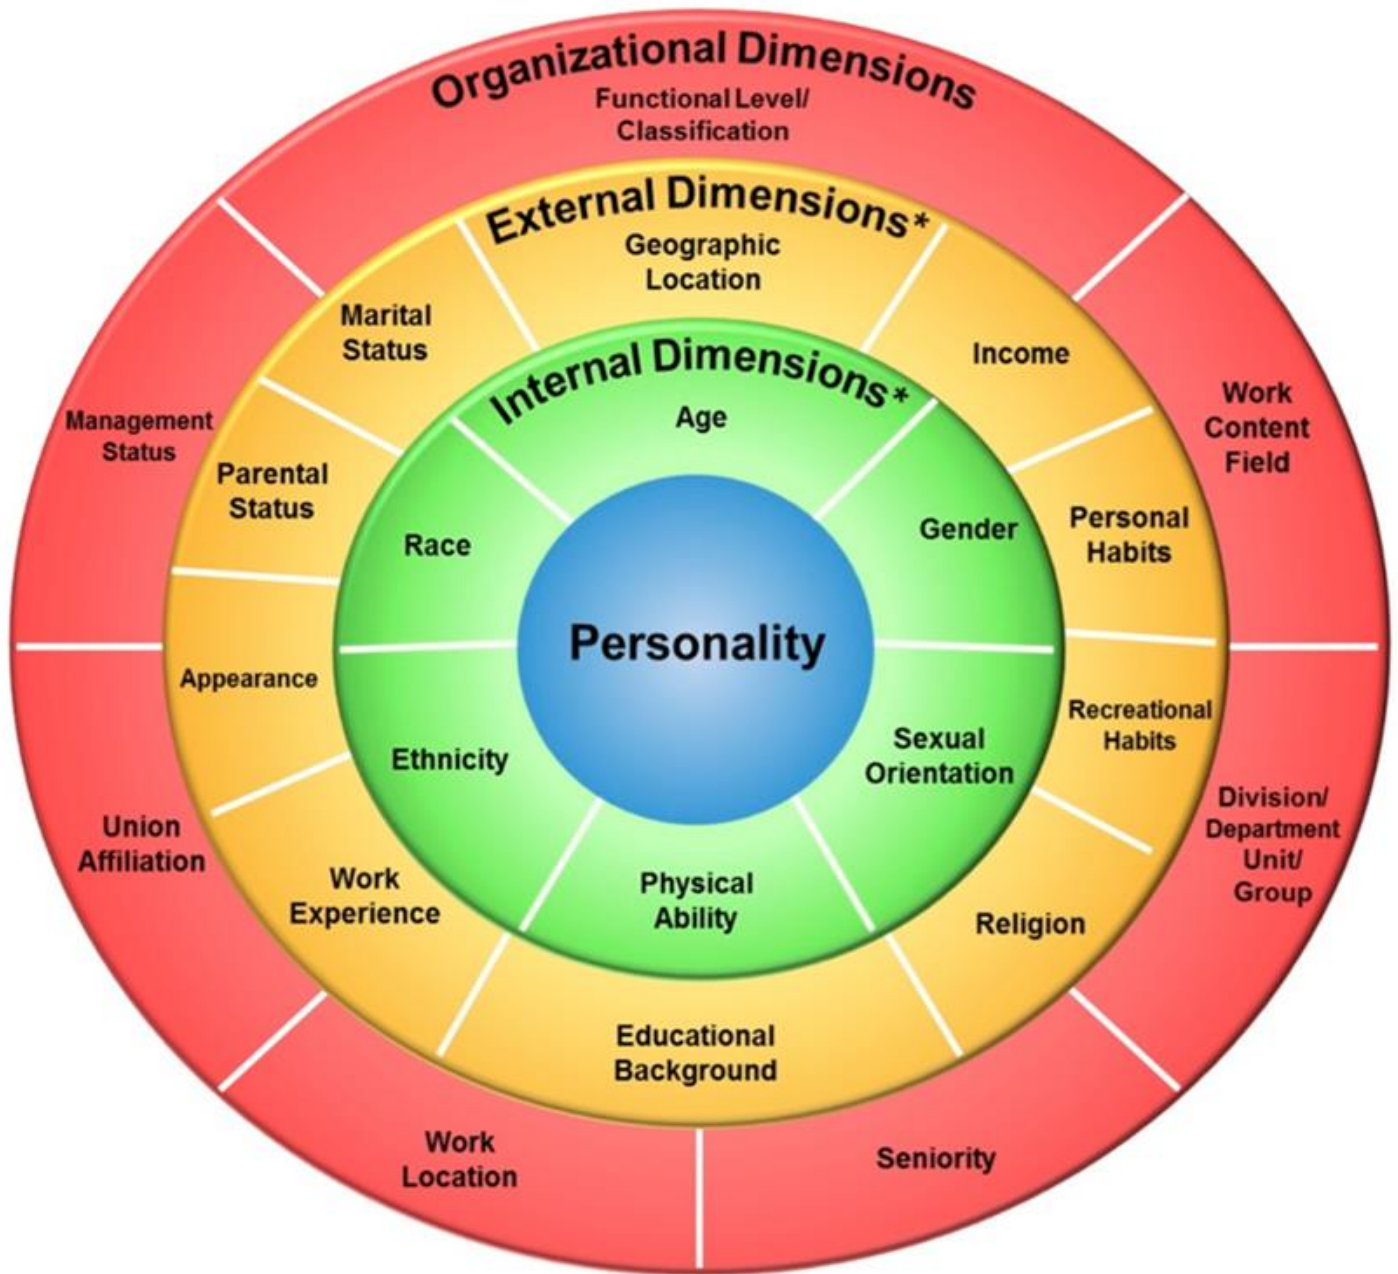 Organizational Dimensions
Functional Level/
Classification
External Dimensions*
Geographic
Location
Marital
Status
Income
Internal Dimensions*
Age
Management
Status
Work
Content
Field
Parental
Status
Personal
Habits
Race
Gender
Personality
Appearance
Recreational
Habits
Ethnicity
Sexual
Orientation
Union
Affiliation
Division/
Department
Unit/
Group
Work
Experience
Physical
Ability
Religion
Educational
Background
Work
Location
Seniority